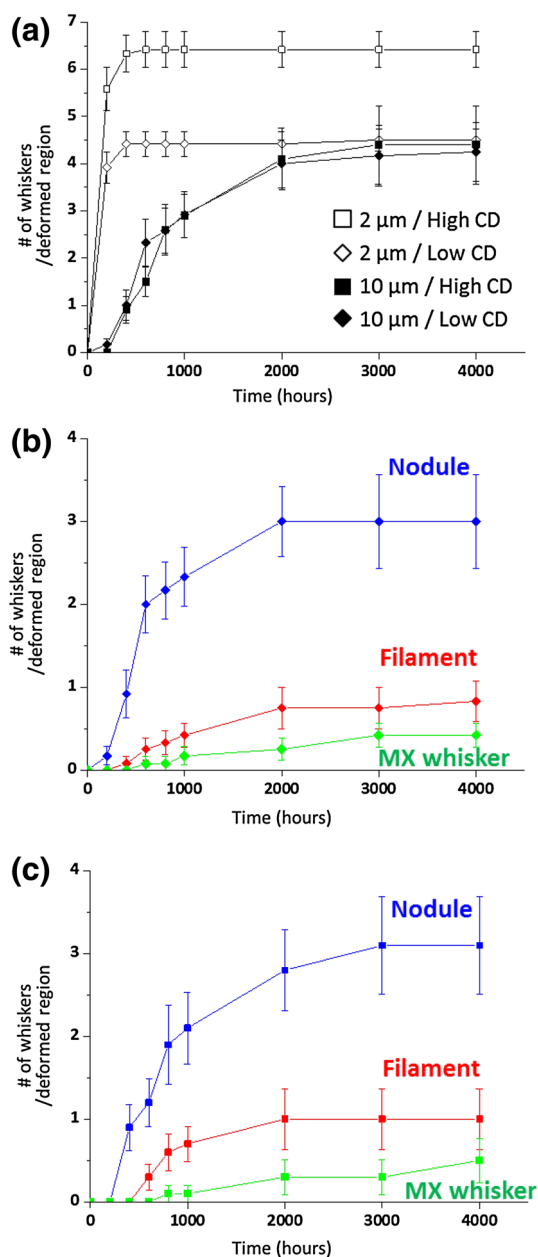 (a)
7
6
5
4
3
2
1
0
# of whiskers
/deformed region
2 μm / High CD
2 μm / Low CD
10 μm / High CD
10 μm / Low CD
0 1000 2000 3000 4000
Time (hours)
(b)
4
3
2
1
0
# of whiskers
/deformed region
Nodule
Filament
MX whisker
0 1000 2000 3000 4000
Time (hours)
(c)
4
3
2
1
0
# of whiskers
/deformed region
Nodule
Filament
MX whisker
0 1000 2000 3000 4000
Time (hours)